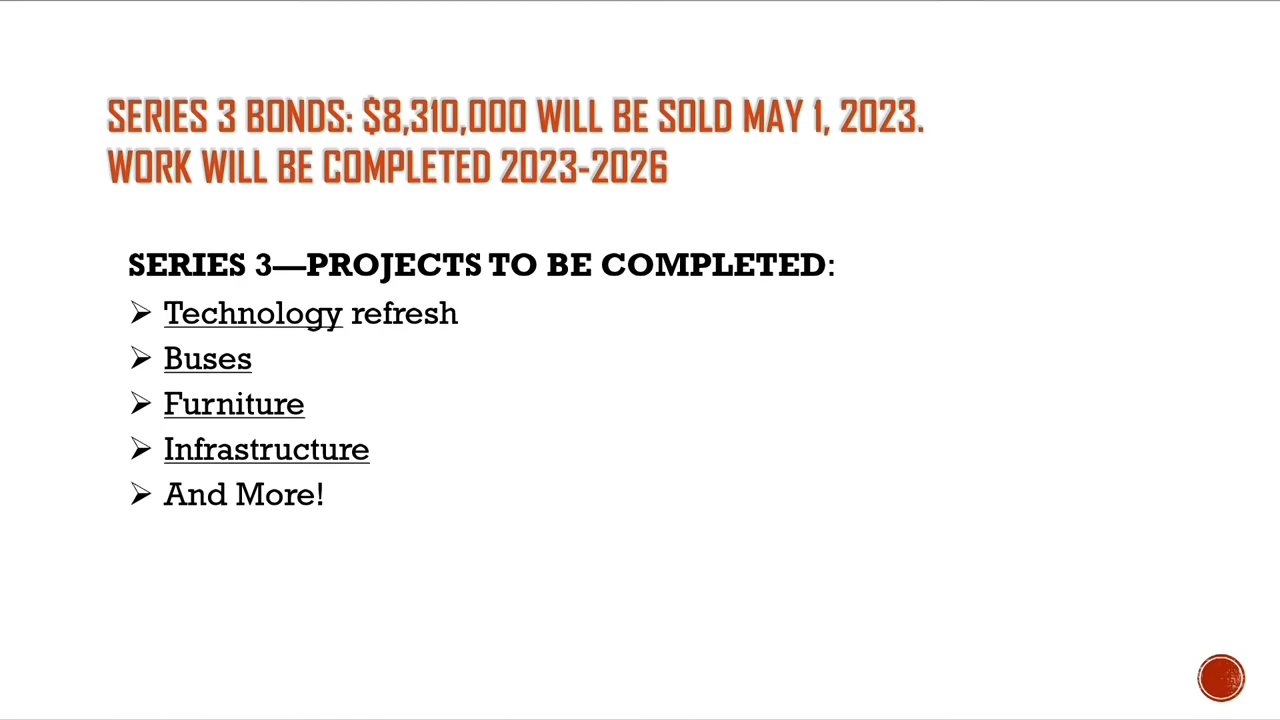 SERIES 3 BONDS: $8,310,000 WILL BE SOLD MAY 1, 2023.
WORK WILL BE COMPLETED 2023-2026
SERIES 3—PROJECTS TO BE COMPLETED:
➢ Technology refresh
➢ Buses
➢ Furniture
➢ Infrastructure
➢ And More!